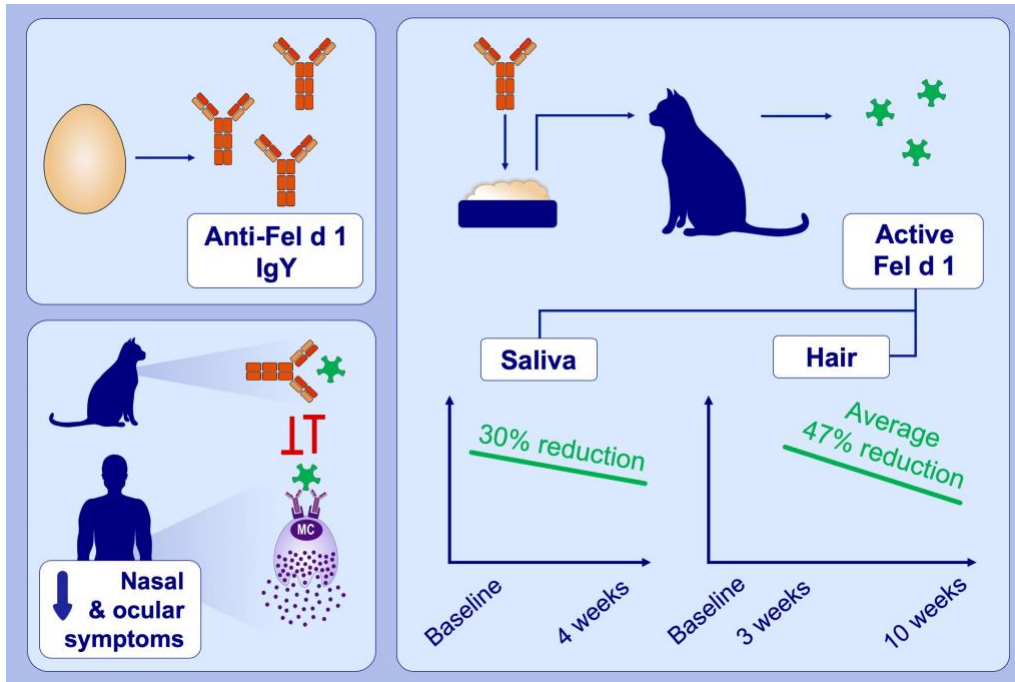 Anti-Fel d 1
IgY
MC
Nasal
& ocular
symptoms
Active
Fel d 1
Saliva
Hair
30% reduction
Baseline
4 weeks
Average
47% reduction
Baseline
3 weeks
10 weeks